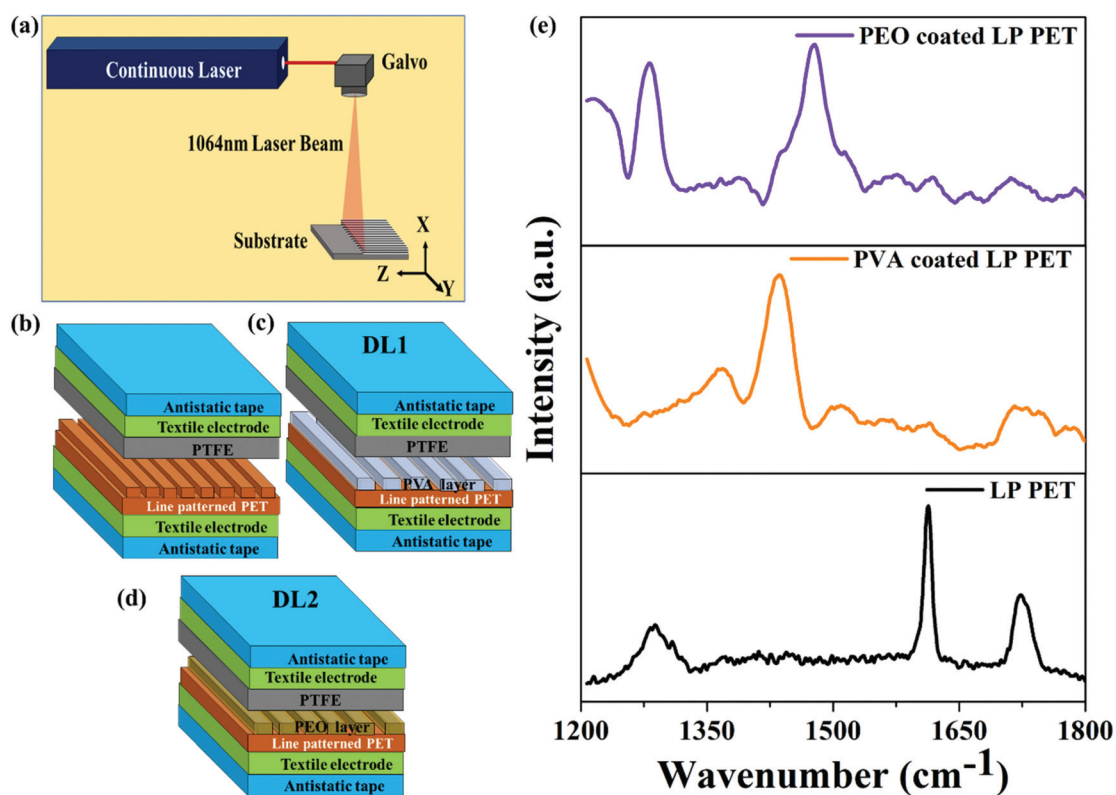 (a)
Continuous Laser
Galvo
1064nm Laser Beam
Substrate
X
Z
Y
(b)
Antistatic tape
Textile electrode
PTFE
Line patterned PET
Textile electrode
Antistatic tape
(c)
DL1
Antistatic tape
Textile electrode
PTFE
PVA layer
Line patterned PET
Textile electrode
Antistatic tape
(d)
DL2
Antistatic tape
Textile electrode
PTFE
PEO layer
Line patterned PET
Textile electrode
Antistatic tape
(e)
PEO coated LP PET
PVA coated LP PET
LP PET
Intensity (a.u.)
1200 1350 1500 1650 1800
Wavenumber (cm⁻¹)